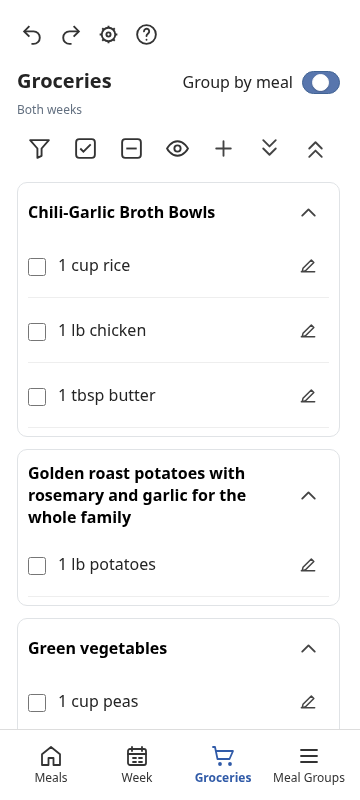 Groceries
Group by meal
Both weeks
Chili-Garlic Broth Bowls
1 cup rice
1 lb chicken
1 tbsp butter
Golden roast potatoes with
rosemary and garlic for the
whole family
1 lb potatoes
Green vegetables
1 cup peas
Meals
Week
Groceries
Meal Groups